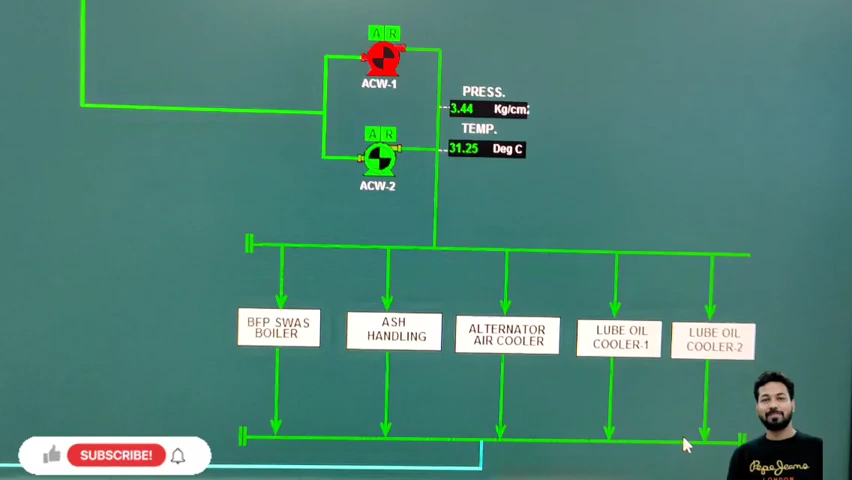 A R
ACW-1
PRESS.
3.44 Kg/cm2
TEMP.
31.25 Deg C
A R
ACW-2
BFP SWAS
BOILER
ASH
HANDLING
ALTERNATOR
AIR COOLER
LUBE OIL
COOLER-1
LUBE OIL
COOLER-2
SUBSCRIBE!
Pepe Jeans
LONDON